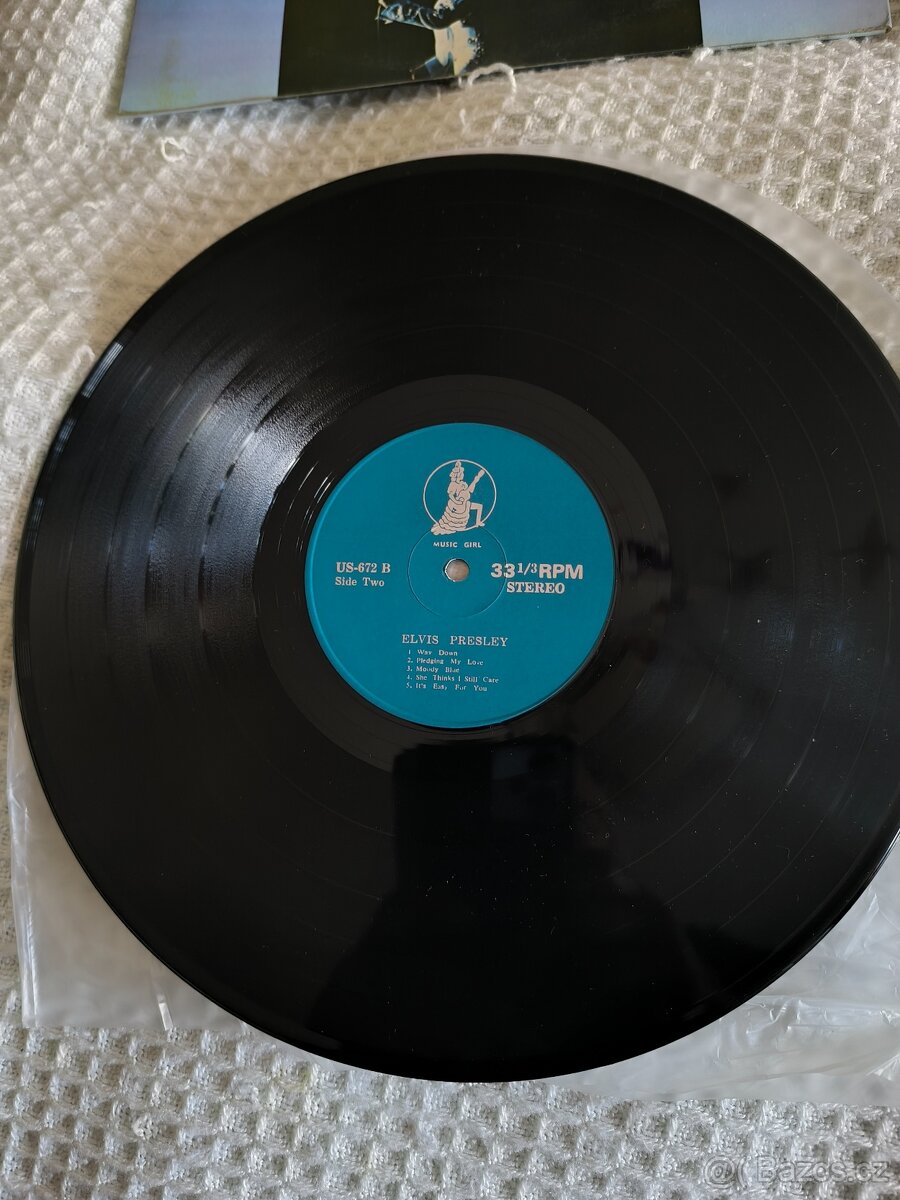 MUSIC GIRL
US-672 B
Side Two
33 1/3 RPM
STEREO
ELVIS PRESLEY
1 Way Down
2. Pledging My Love
3. Moody Blue
4. She Thinks I Still Care
5. It's Easy For You
@ Bazos.cz